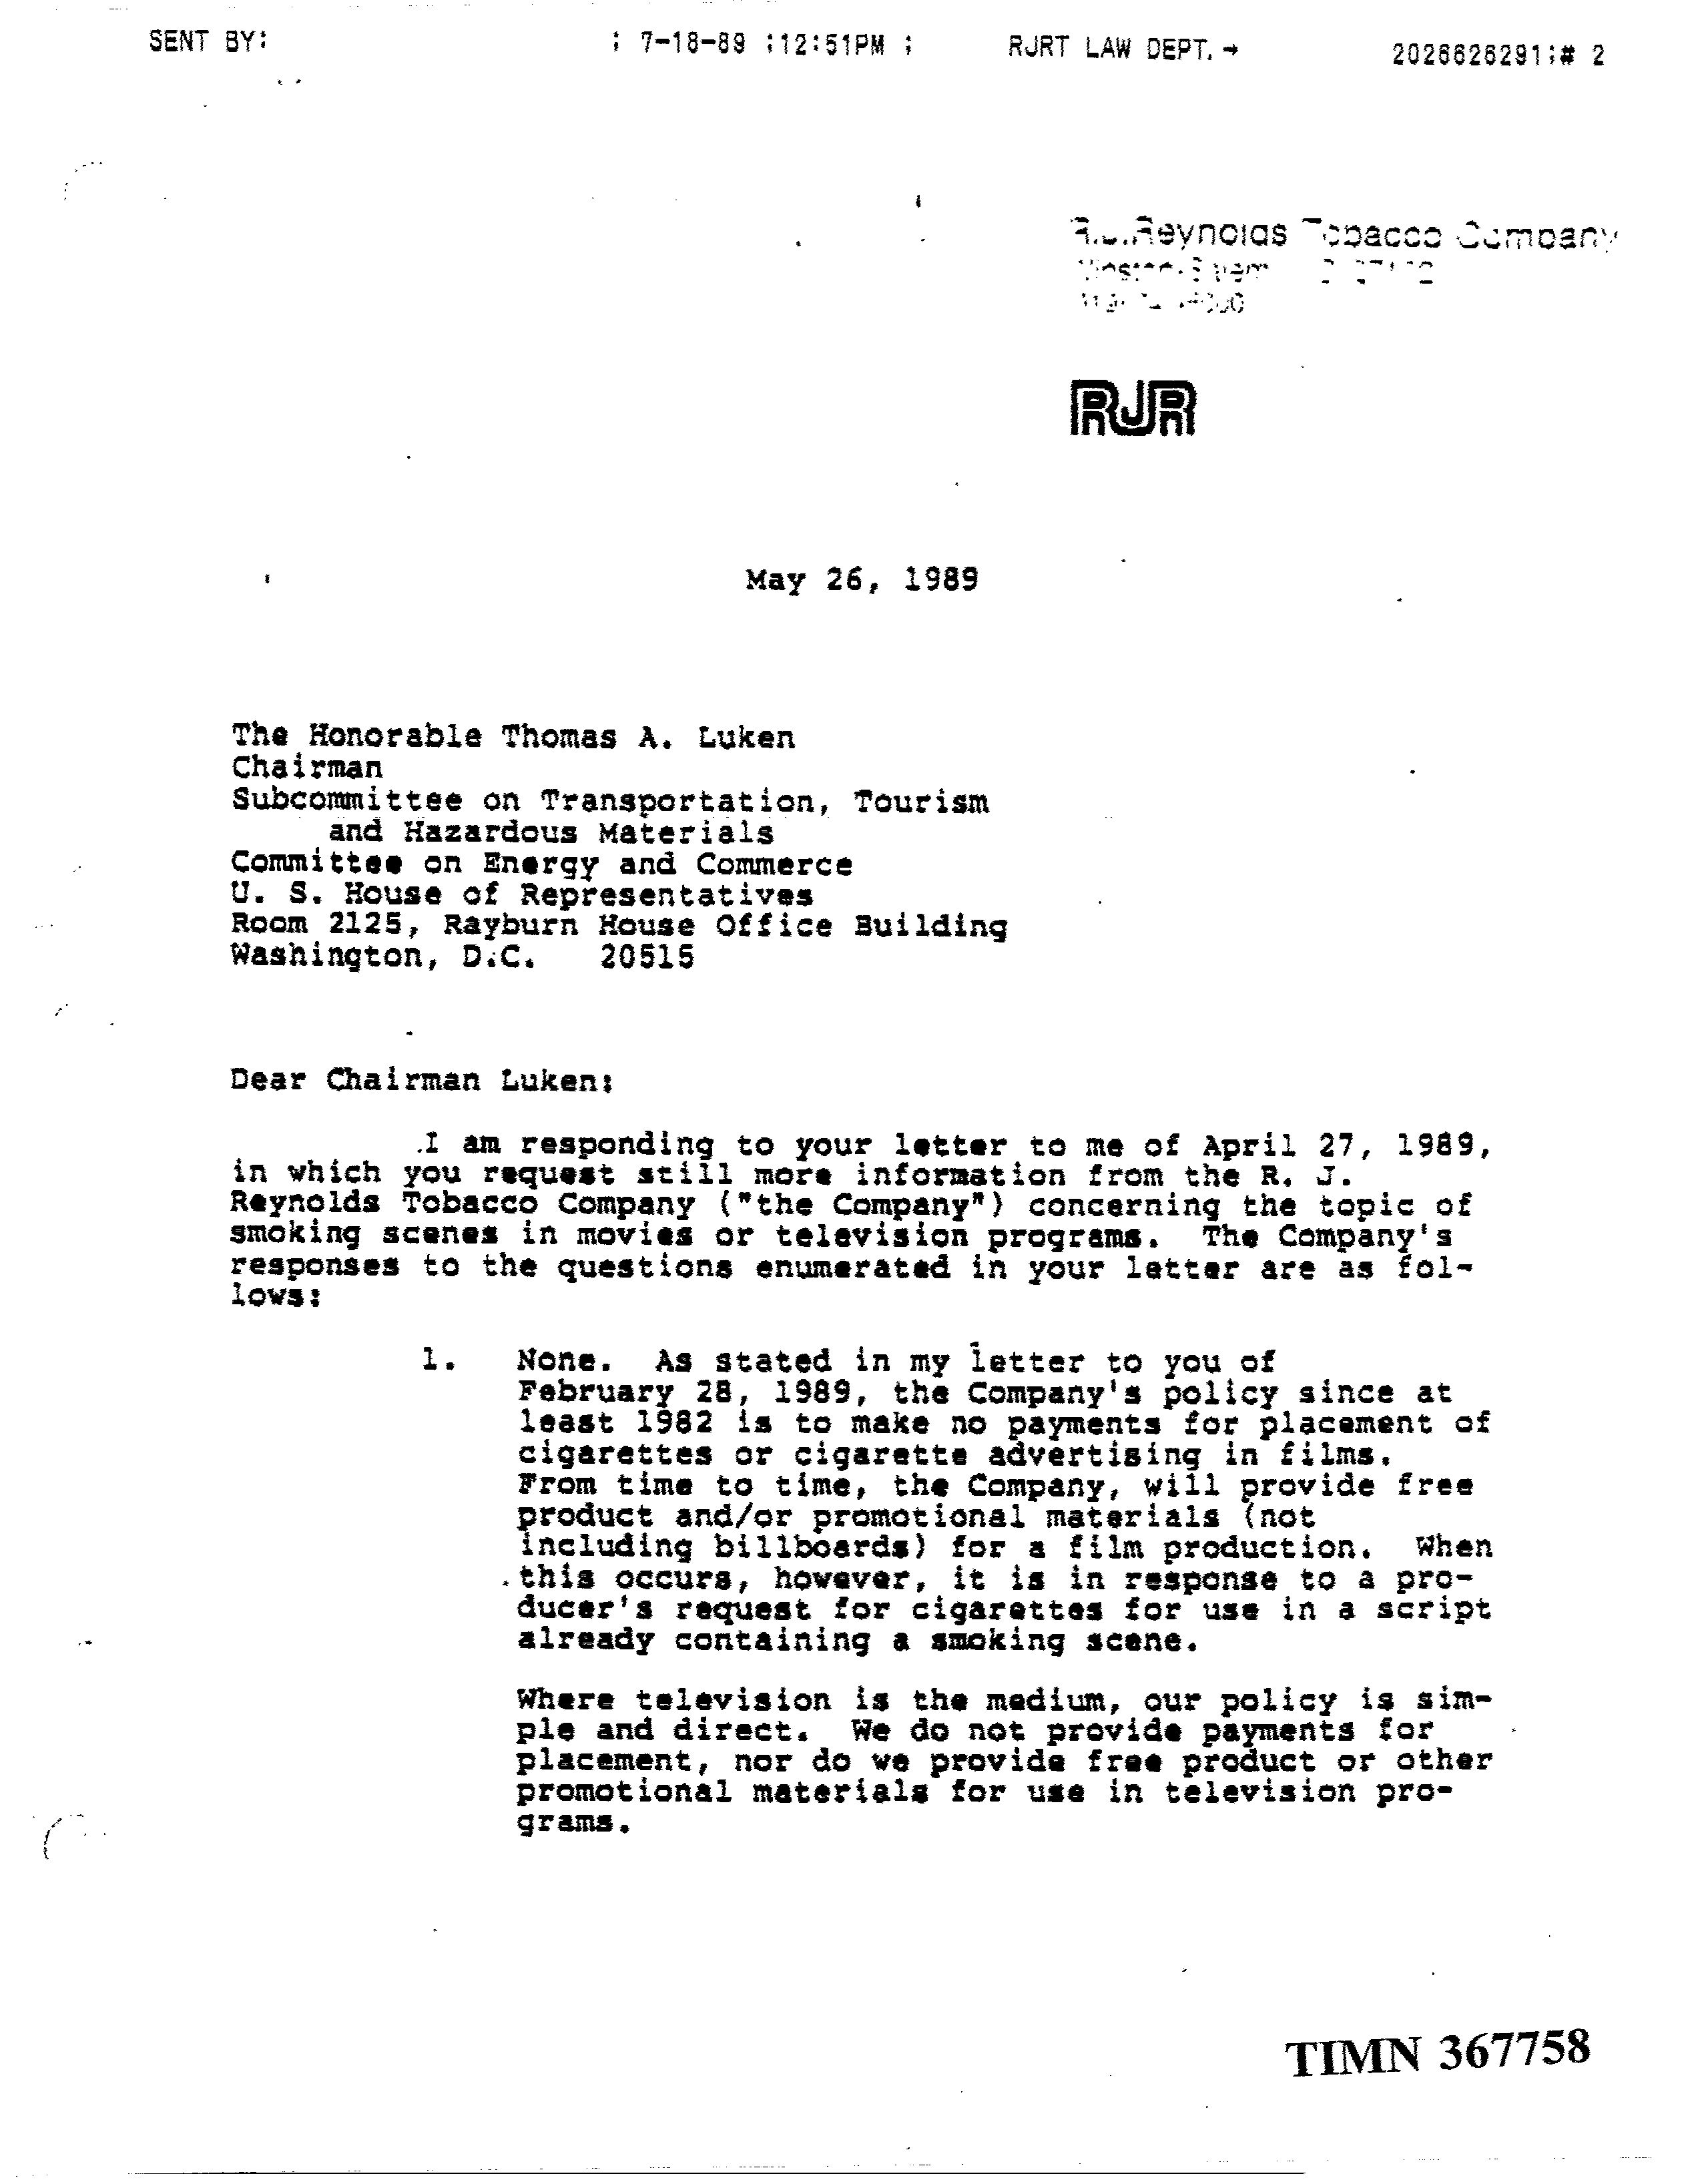 SENT BY: ; 7-18-89 ;12:51PM ; RJRT LAW DEPT.→ 2026626291;# 2
R.J.Reynolds Tobacco Company
RJR
May 26, 1989
The Honorable Thomas A. Luken
Chairman
Subcommittee on Transportation, Tourism
and Hazardous Materials
Committee on Energy and Commerce
U. S. House of Representatives
Room 2125, Rayburn House Office Building
Washington, D.C. 20515
Dear Chairman Luken:
I am responding to your letter to me of April 27, 1989,
in which you request still more information from the R. J.
Reynolds Tobacco Company ("the Company") concerning the topic of
smoking scenes in movies or television programs. The Company's
responses to the questions enumerated in your letter are as fol-
lows:
1. None. As stated in my letter to you of
February 28, 1989, the Company's policy since at
least 1982 is to make no payments for placement of
cigarettes or cigarette advertising in films.
From time to time, the Company, will provide free
product and/or promotional materials (not
including billboards) for a film production. When
this occurs, however, it is in response to a pro-
ducer's request for cigarettes for use in a script
already containing a smoking scene.
Where television is the medium, our policy is sim-
ple and direct. We do not provide payments for
placement, nor do we provide free product or other
promotional materials for use in television pro-
grams.
TIMN 367758